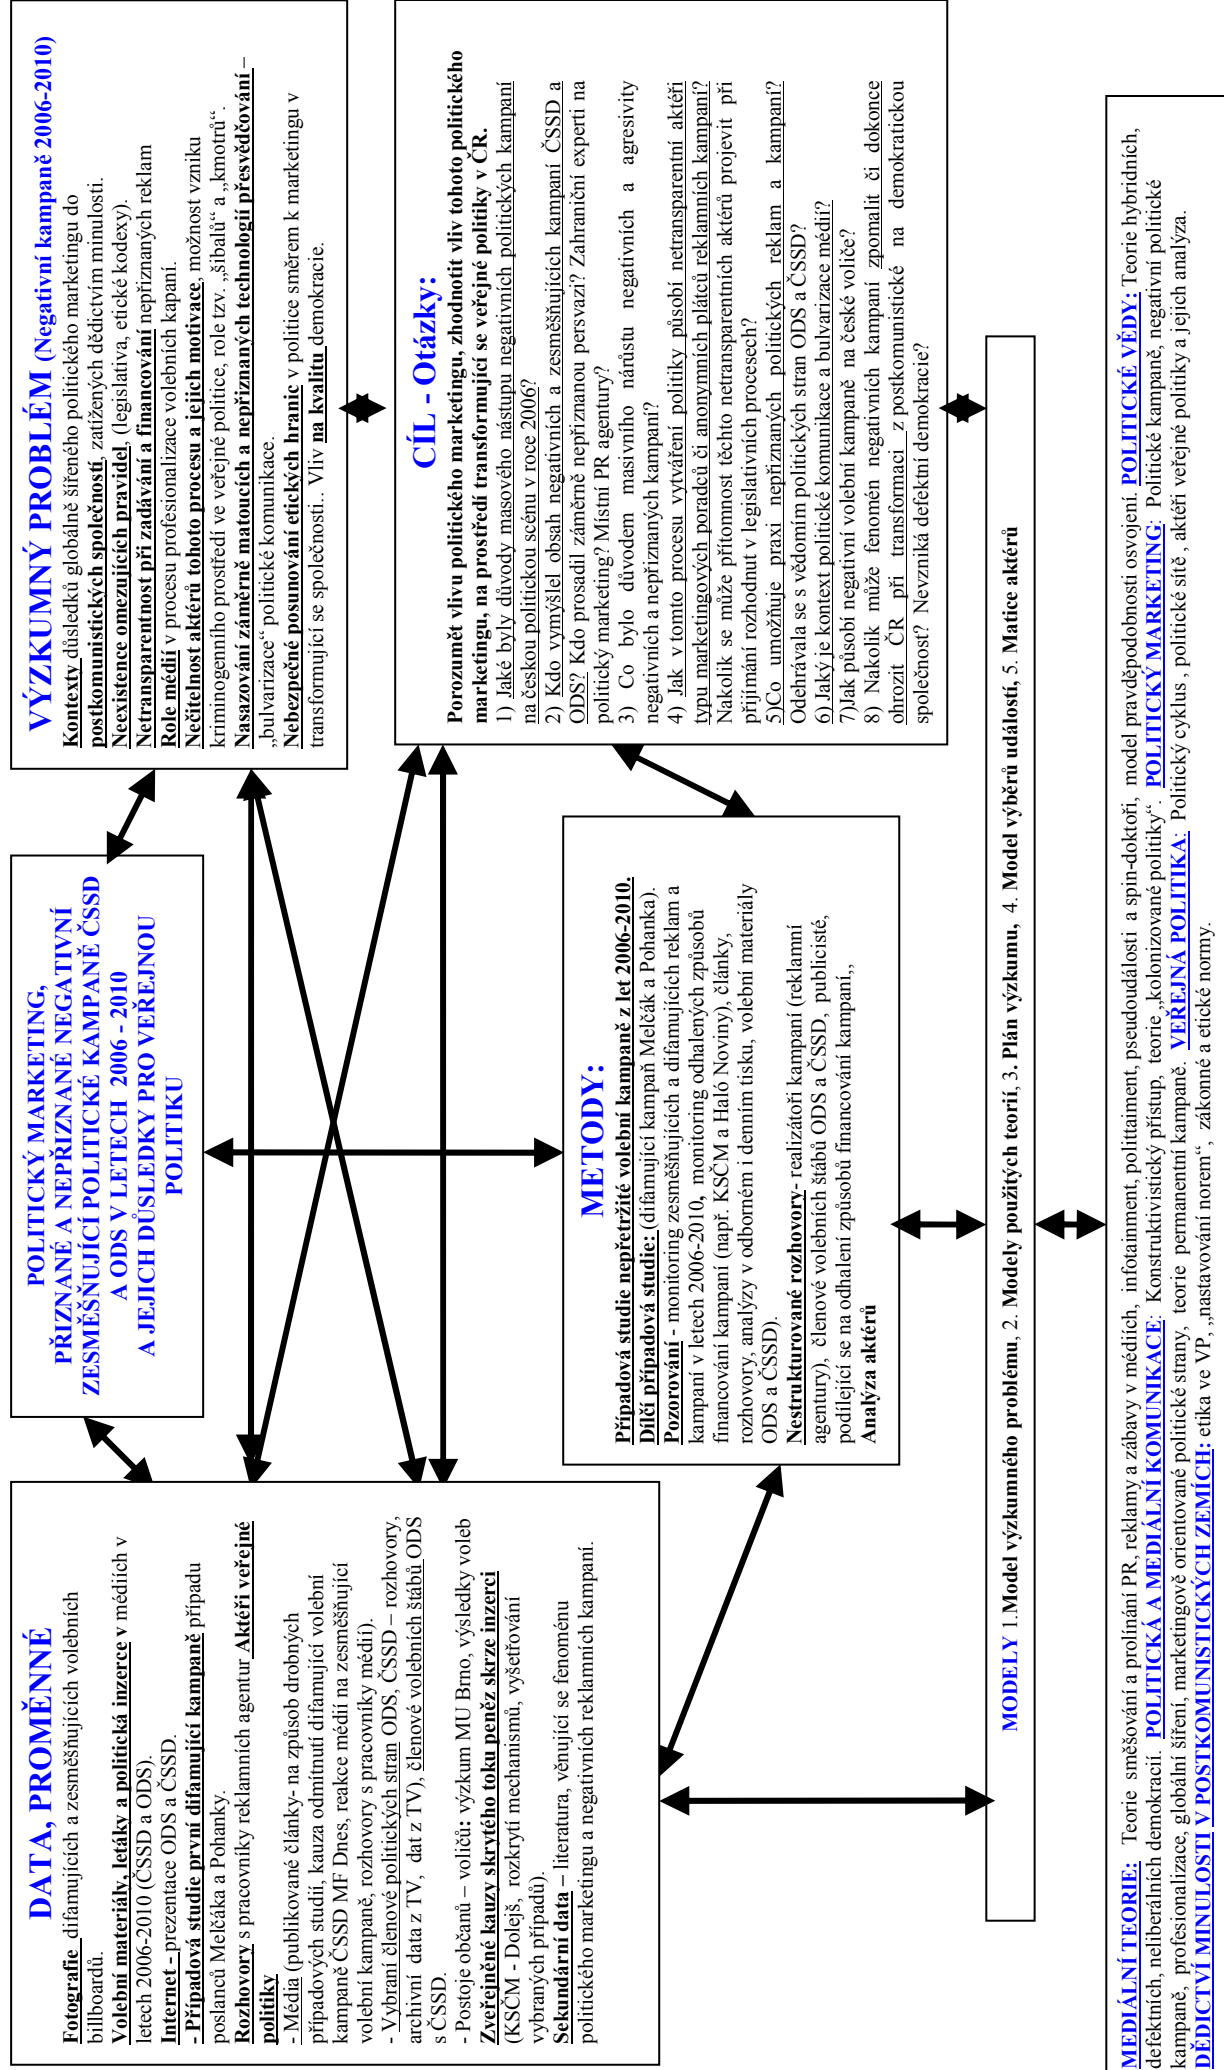 DATA, PROMĚNNÉ
Fotografie difamujících a zesměšňujících volebních
billboardů.
Volební materiály, letáky a politická inzerce v médiích v
letech 2006-2010 (ČSSD a ODS).
Internet - prezentace ODS a ČSSD.
- Případová studie první difamující kampaně případu
poslanců Melčáka a Pohanky.
Rozhovory s pracovníky reklamních agentur Aktéři veřejné
politiky
- Média (publikované články- na způsob drobných
případových studií, kauza odmítnutí difamující volební
kampaně ČSSD MF Dnes, reakce médií na zesměšňující
volební kampaně, rozhovory s pracovníky médií).
- Vybraní členové politických stran ODS, ČSSD – rozhovory,
archivní data z TV, dat z TV), členové volebních štábů ODS
s ČSSD.
- Postoje občanů – voličů: výzkum MU Brno, výsledky voleb
Zveřejněné kauzy skrytého toku peněz skrze inzerci
(KSČM - Dolejš, rozkrytí mechanismů, vyšetřování
vybraných případů).
Sekundární data – literatura, věnující se fenoménu
politického marketingu a negativních reklamních kampaní.
POLITICKÝ MARKETING,
PŘIZNANÉ A NEPŘIZNANÉ NEGATIVNÍ
ZESMĚŠŇUJÍCÍ POLITICKÉ KAMPANĚ ČSSD
A ODS V LETECH 2006 - 2010
A JEJICH DŮSLEDKY PRO VEŘEJNOU
POLITIKU
VÝZKUMNÝ PROBLÉM (Negativní kampaně 2006-2010)
Kontexty důsledků globálně šířeného politického marketingu do
postkomunistických společností, zatížených dědictvím minulosti.
Neexistence omezujících pravidel, (legislativa, etické kodexy).
Netransparentnost při zadávání a financování nepřiznaných reklam
Role médií v procesu profesionalizace volebních kapaní.
Nečitelnost aktérů tohoto procesu a jejich motivace, možnost vzniku
kriminogenního prostředí ve veřejné politice, role tzv. „šíbalů“ a „kmotrů“.
Nasazování záměrně matoucích a nepřiznaných technologií přesvědčování –
„bulvarizace“ politické komunikace.
Nebezpečné posunování etických hranic v politice směrem k marketingu v
transformující se společnosti.. Vliv na kvalitu demokracie.
METODY:
Případová studie nepřetržité volební kampaně z let 2006-2010.
Dílčí případová studie: (difamující kampaň Melčák a Pohanka).
Pozorování - monitoring zesměšňujících a difamujících reklam a
kampaní v letech 2006-2010, monitoring odhalených způsobů
financování kampaní (např. KSČM a Haló Noviny), články,
rozhovory, analýzy v odborném i denním tisku, volební materiály
ODS a ČSSD).
Nestrukturované rozhovory- realizátoři kampaní (reklamní
agentury), členové volebních štábů ODS a ČSSD, publicisté,
podílející se na odhalení způsobů financování kampaní,,
Analýza aktérů
CÍL - Otázky:
Porozumět vlivu politického marketingu, zhodnotit vliv tohoto politického
marketingu, na prostředí transformující se veřejné politiky v ČR.
1) Jaké byly důvody masového nástupu negativních politických kampaní
na českou politickou scénu v roce 2006?
2) Kdo vymýšlel obsah negativních a zesměšňujících kampaní ČSSD a
ODS? Kdo prosadil záměrně nepřiznanou persvazi? Zahraniční experti na
politický marketing? Místní PR agentury?
3) Co bylo důvodem masivního nárůstu negativních a agresivity
negativních a nepřiznaných kampaní?
4) Jak v tomto procesu vytváření politiky působí netransparentní aktéři
typu marketingových poradců či anonymních plátců reklamních kampaní?
Nakolik se může přítomnost těchto netransparentních aktérů projevit při
přijímání rozhodnut v legislativních procesech?
5)Co umožňuje praxi nepřiznaných politických reklam a kampaní?
Odehrávala se s vědomím politických stran ODS a ČSSD?
6) Jaký je kontext politické komunikace a bulvarizace médií?
7)Jak působí negativní volební kampaně na české voliče?
8) Nakolik může fenomén negativních kampaní zpomalit či dokonce
ohrozit ČR při transformaci z postkomunistické na demokratickou
společnost? Nevzniká defektní demokracie?
MODELY 1.Model výzkumného problému, 2. Modely použitých teorií, 3. Plán výzkumu, 4. Model výběrů událostí, 5. Matice aktérů
MEDIÁLNÍ TEORIE: Teorie směšování a prolínání PR, reklamy a zábavy v médiích, infotainment, polittaiment, pseudoudálosti a spin-doktoři, model pravděpodobnosti osvojení. POLITICKÉ VĚDY: Teorie hybridních,
defektních, neliberálních demokracií. POLITICKÁ A MEDIÁLNÍ KOMUNIKACE: Konstruktivistický přístup, teorie „kolonizované politiky“. POLITICKÝ MARKETING: Politické kampaně, negativní politické
kampaně, profesionalizace, globální šíření, marketingově orientované politické strany, teorie permanentní kampaně. VEŘEJNÁ POLITIKA: Politický cyklus , politické sítě , aktéři veřejné politiky a jejich analýza.
DĚDICTVÍ MINULOSTI V POSTKOMUNISTICKÝCH ZEMÍCH: etika ve VP, „nastavování norem“, zákonné a etické normy.